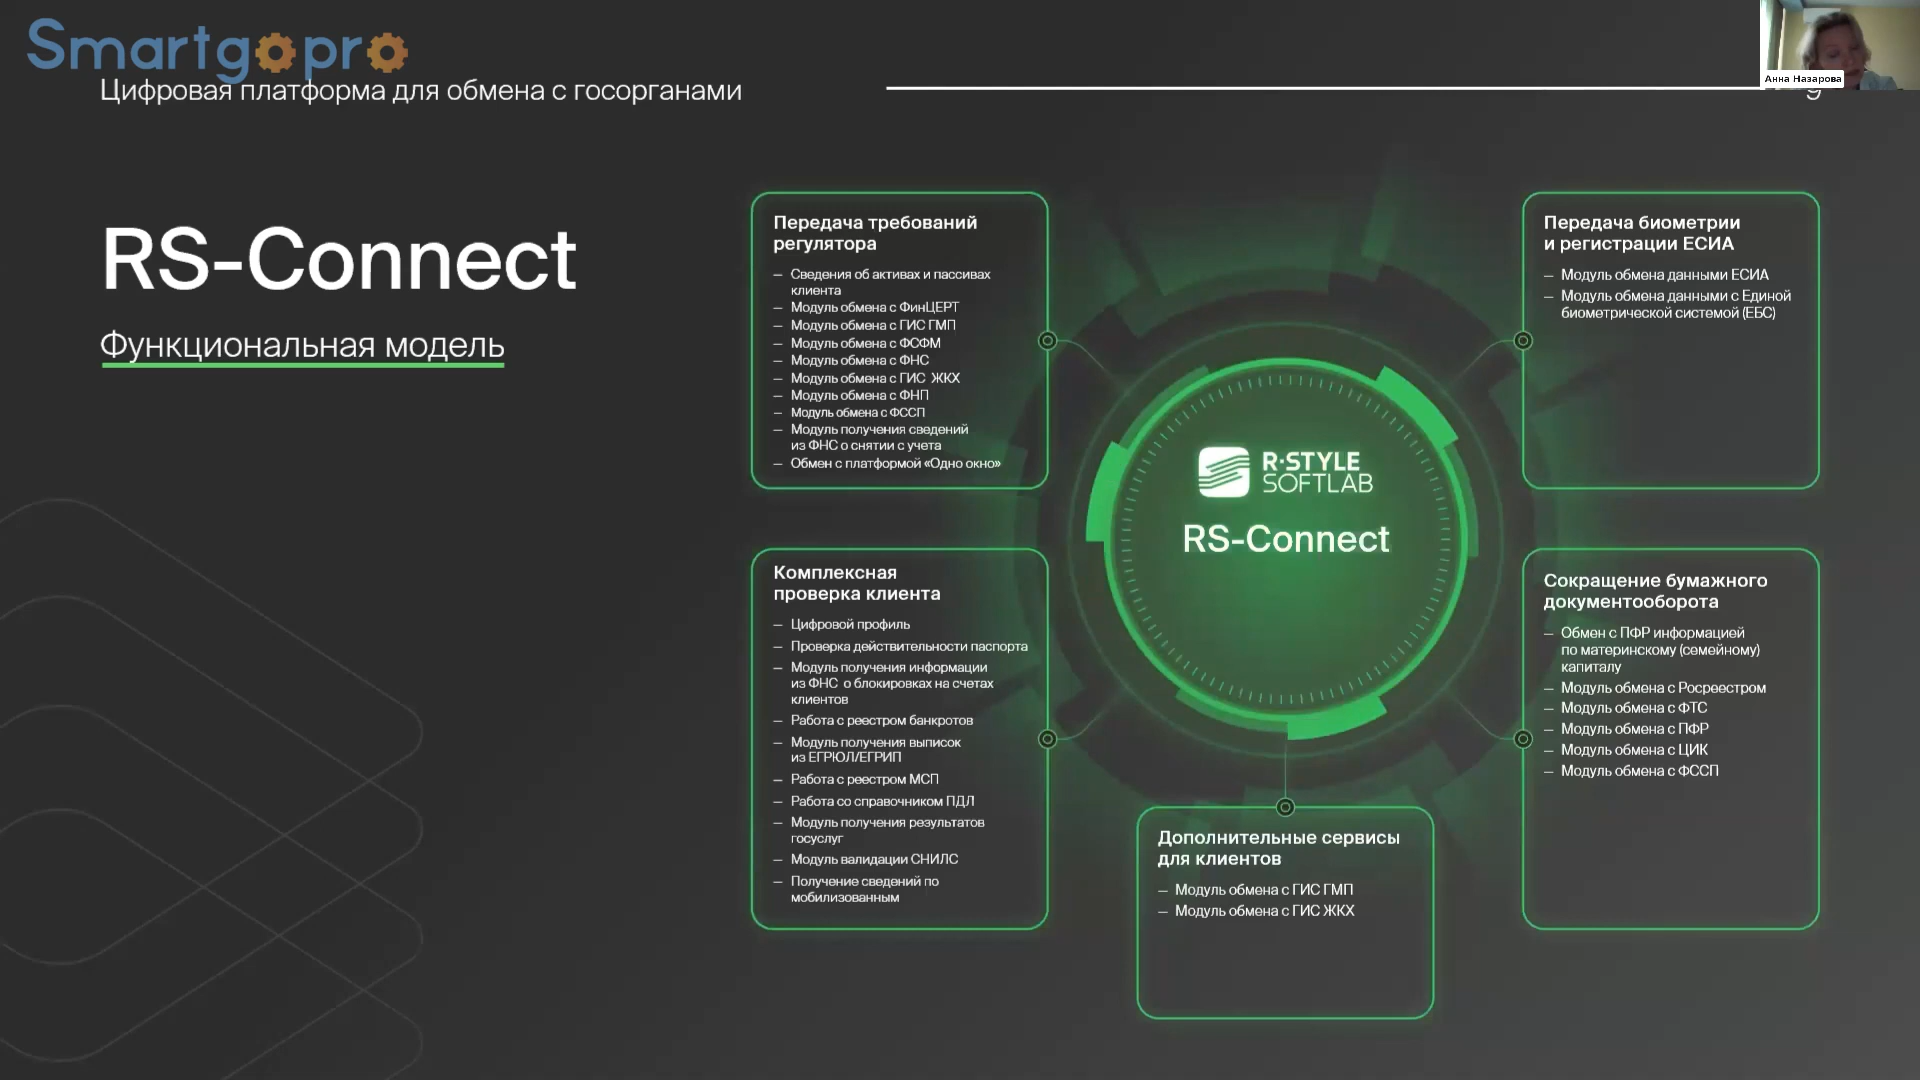 Smartgopro
Цифровая платформа для обмена с госорганами
Анна Назарова
RS-Connect
Функциональная модель
Передача требований
регулятора
— Сведения об активах и пассивах
клиента
— Модуль обмена с ФинЦЕРТ
— Модуль обмена с ГИС ГМП
— Модуль обмена с ФСФМ
— Модуль обмена с ФНС
— Модуль обмена с ГИС ЖКХ
— Модуль обмена с ФНП
— Модуль обмена с ФССП
— Модуль получения сведений
из ФНС о снятии с учета
— Обмен с платформой «Одно окно»
Передача биометрии
и регистрации ЕСИА
— Модуль обмена данными ЕСИА
— Модуль обмена данными с Единой
биометрической системой (ЕБС)
R·STYLE
SOFTLAB
RS-Connect
Комплексная
проверка клиента
— Цифровой профиль
— Проверка действительности паспорта
— Модуль получения информации
из ФНС о блокировках на счетах
клиентов
— Работа с реестром банкротов
— Модуль получения выписок
из ЕГРЮЛ/ЕГРИП
— Работа с реестром МСП
— Работа со справочником ПДЛ
— Модуль получения результатов
госуслуг
— Модуль валидации СНИЛС
— Получение сведений по
мобилизованным
Сокращение бумажного
документооборота
— Обмен с ПФР информацией
по материнскому (семейному)
капиталу
— Модуль обмена с Росреестром
— Модуль обмена с ФТС
— Модуль обмена с ПФР
— Модуль обмена с ЦИК
— Модуль обмена с ФССП
Дополнительные сервисы
для клиентов
— Модуль обмена с ГИС ГМП
— Модуль обмена с ГИС ЖКХ